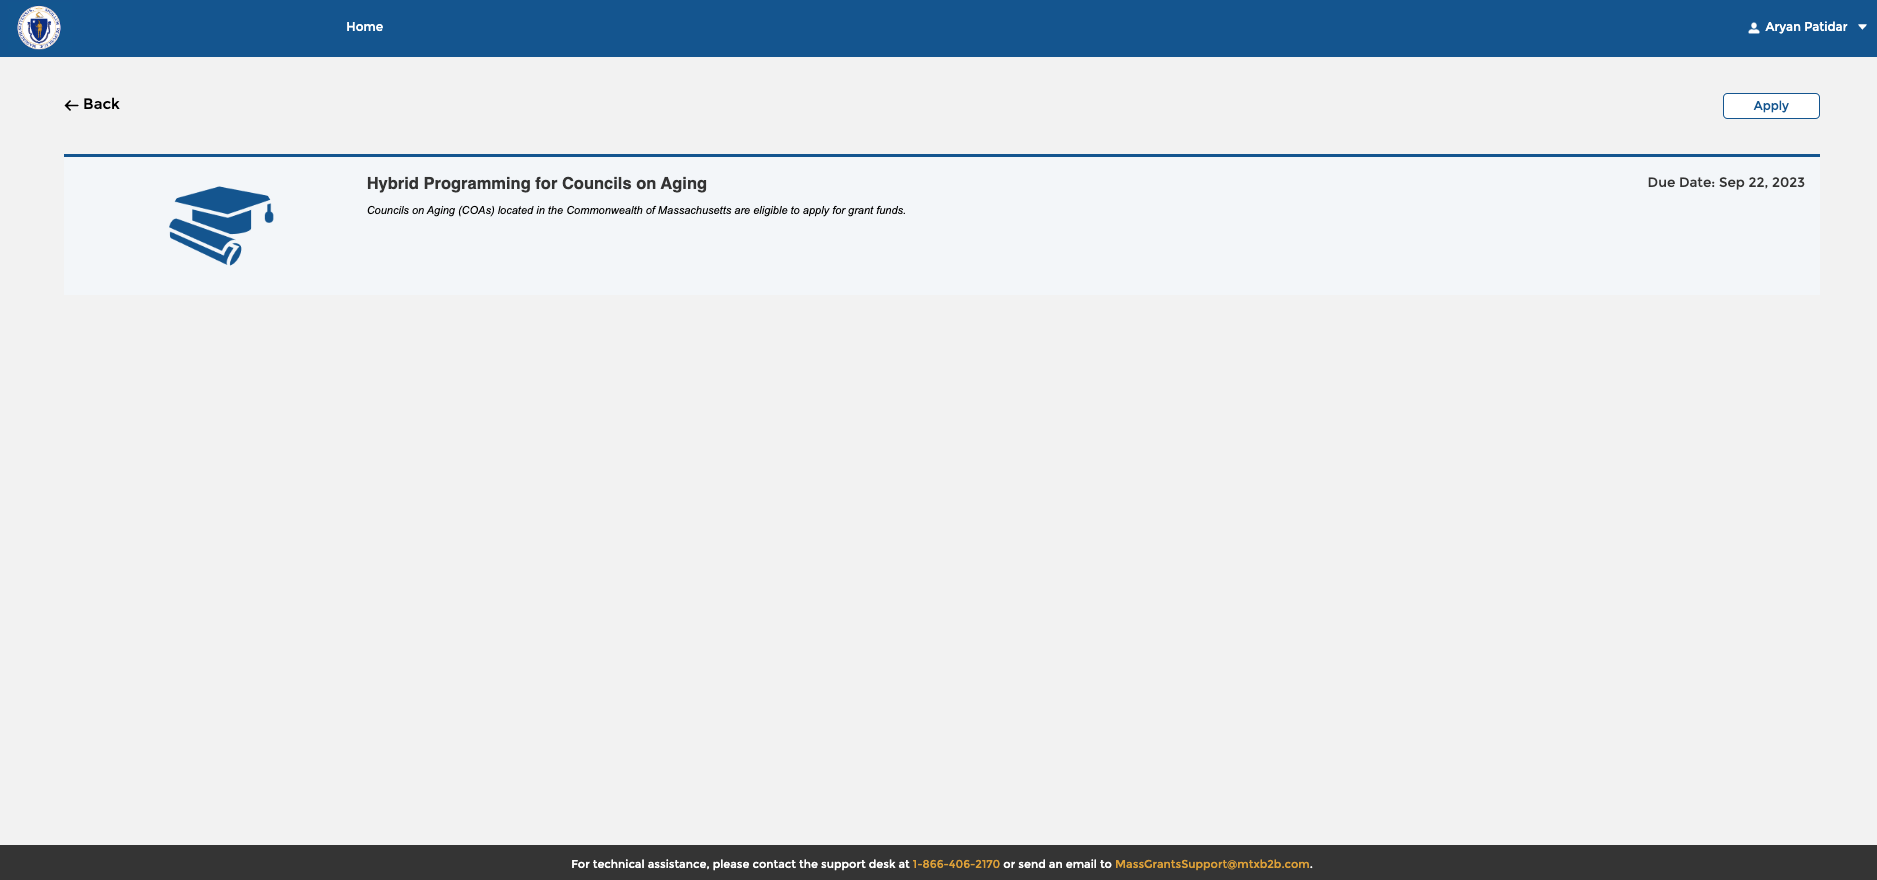 Home
Aryan Patidar
Back
Apply
Hybrid Programming for Councils on Aging
Due Date: Sep 22, 2023
Councils on Aging (COAs) located in the Commonwealth of Massachusetts are eligible to apply for grant funds.
For technical assistance, please contact the support desk at 1-866-406-2170 or send an email to MassGrantsSupport@mtxb2b.com.